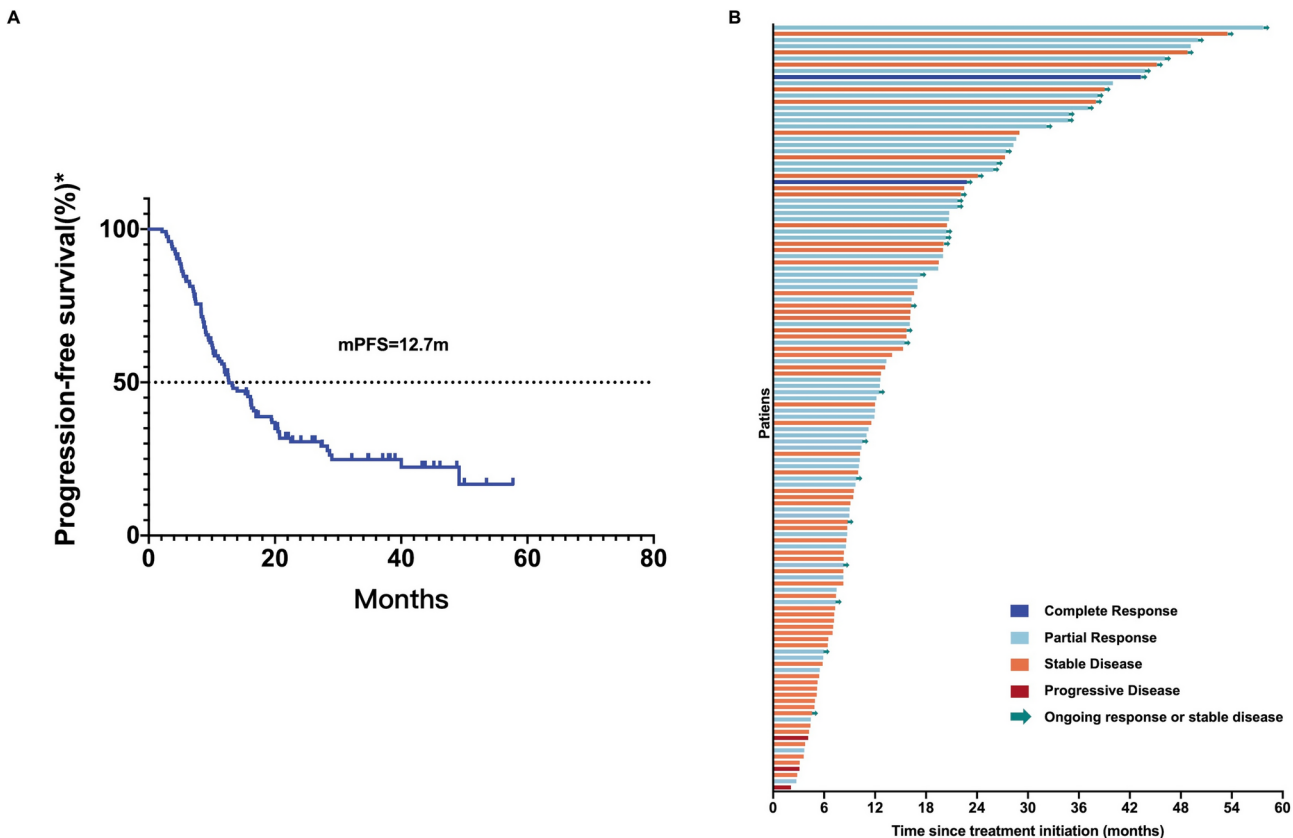 A
Progression-free survival(%)*
100
50
0
mPFS=12.7m
0 20 40 60 80
Months
B
Patiens
Complete Response
Partial Response
Stable Disease
Progressive Disease
Ongoing response or stable disease
0 6 12 18 24 30 36 42 48 54 60
Time since treatment initiation (months)